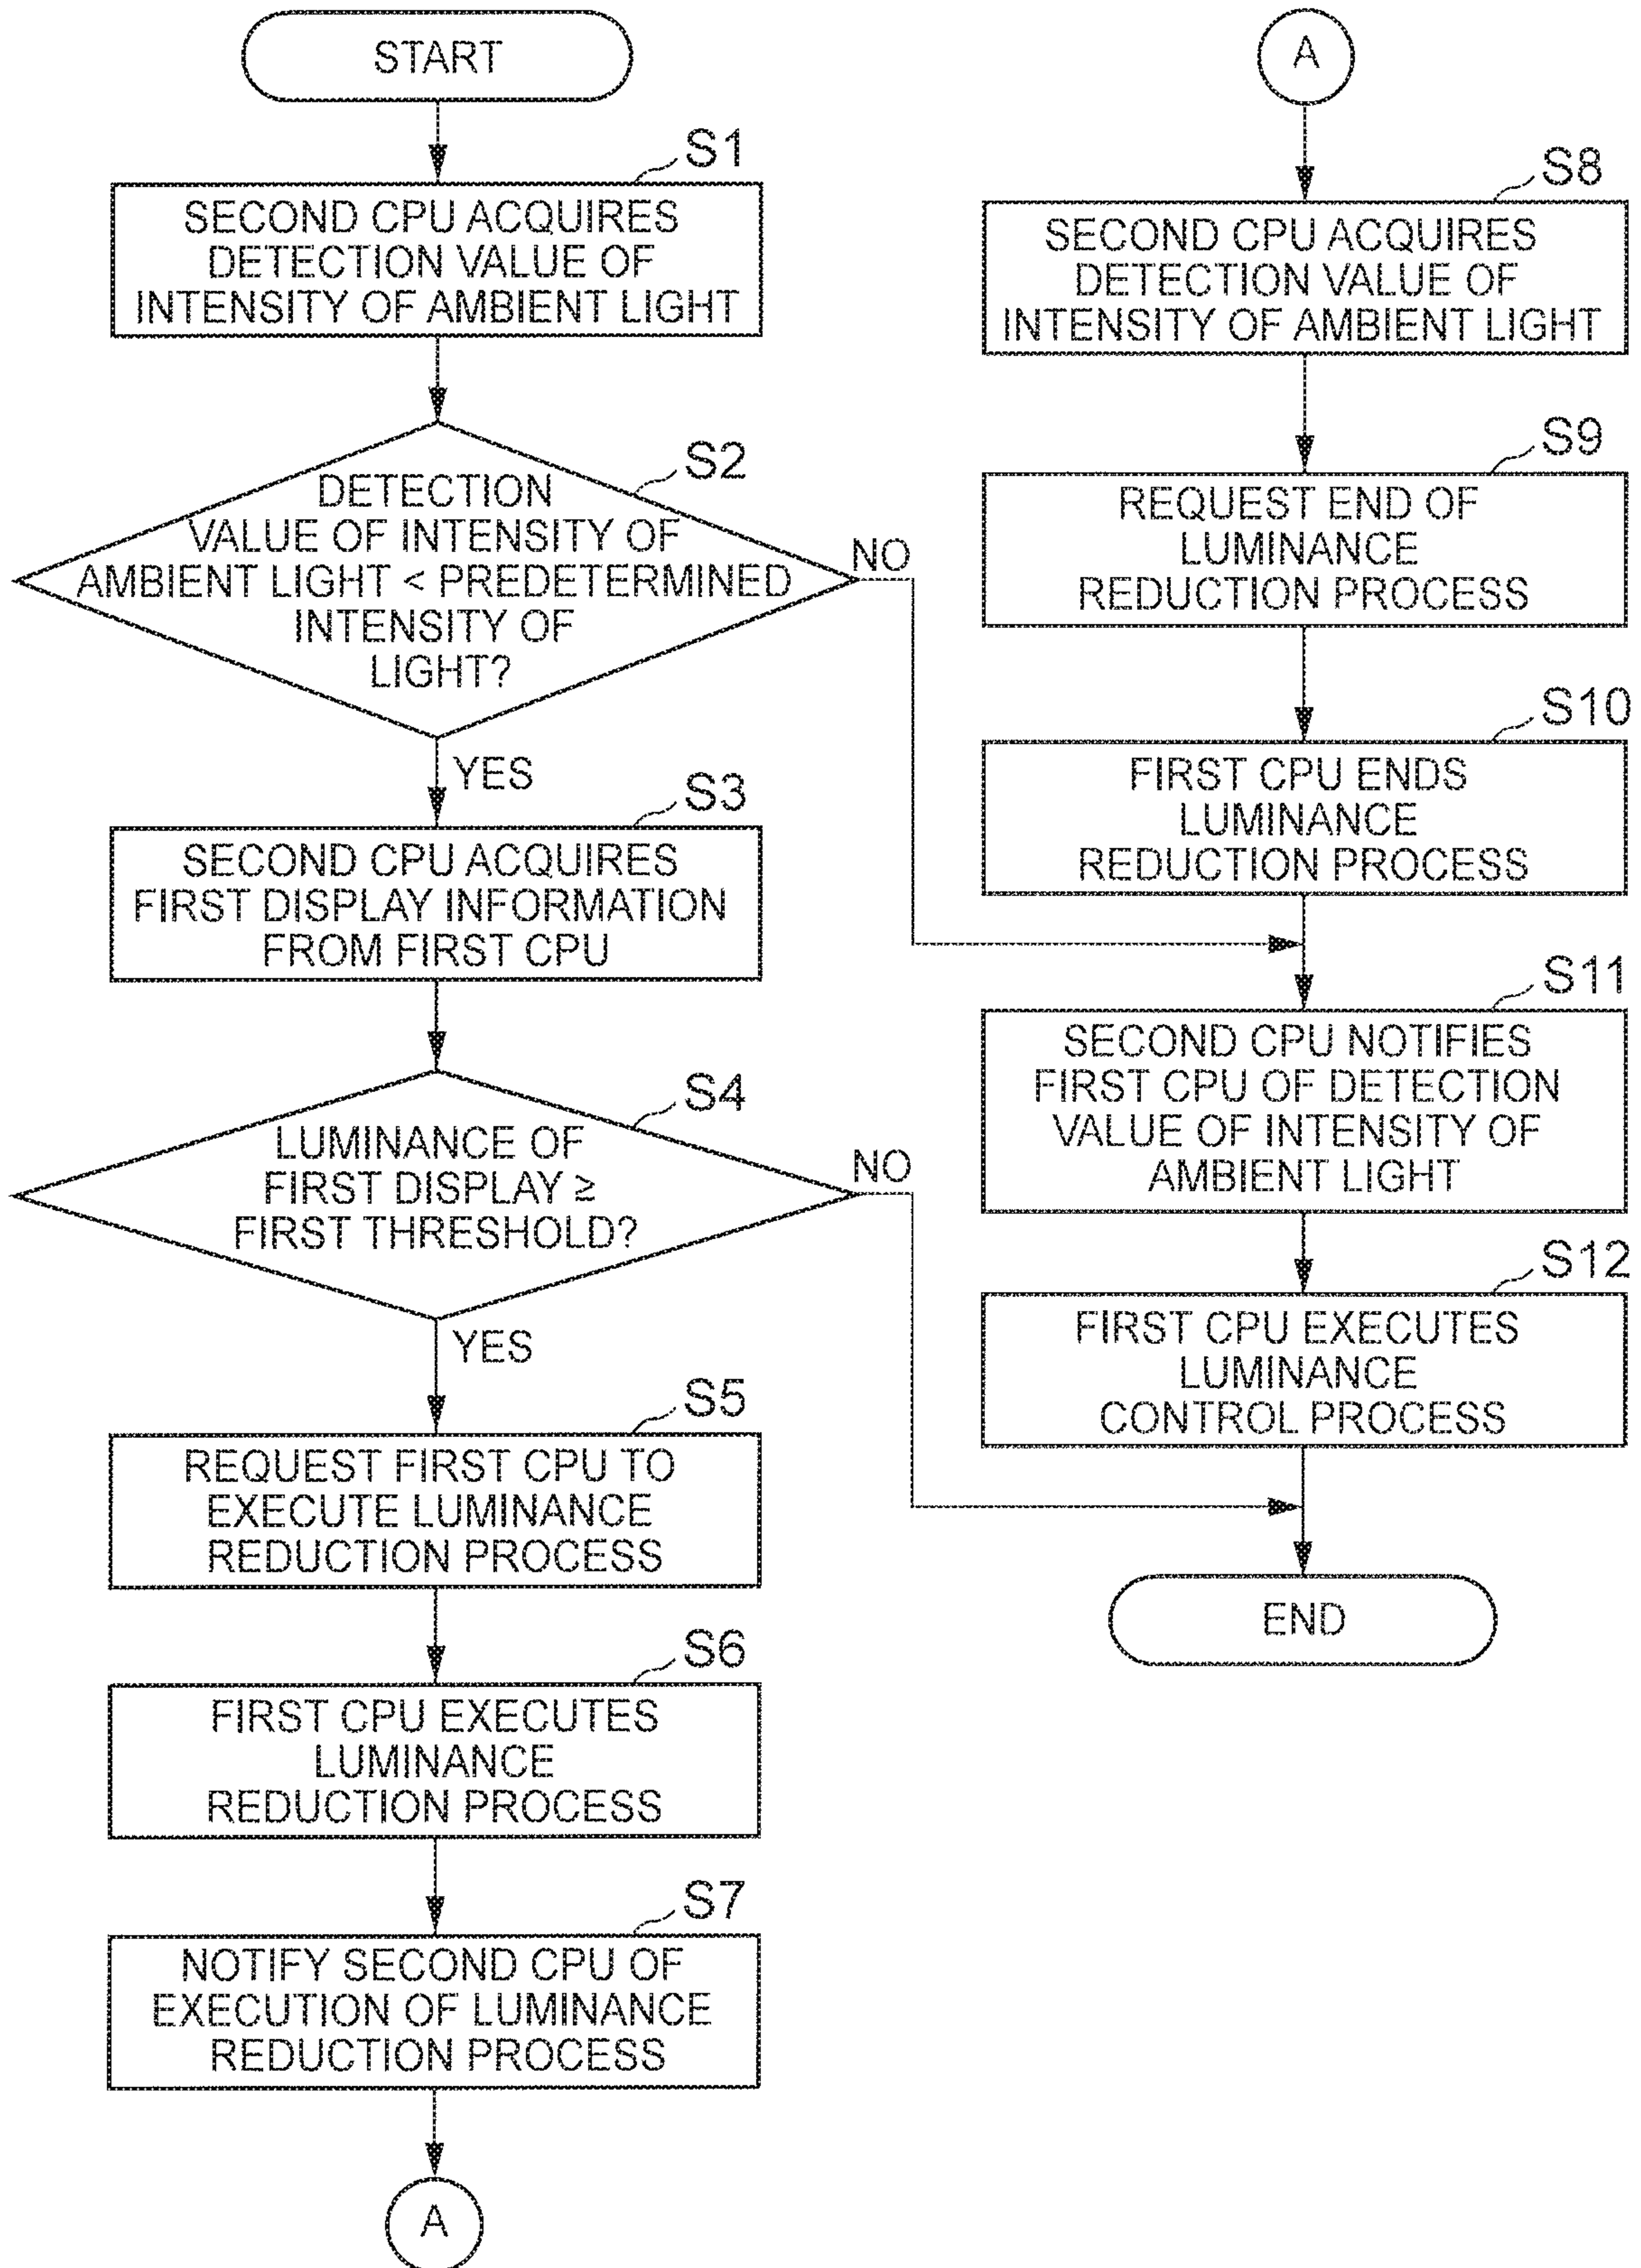 START
S1
SECOND CPU ACQUIRES
DETECTION VALUE OF
INTENSITY OF AMBIENT LIGHT
S2
DETECTION
VALUE OF INTENSITY OF
AMBIENT LIGHT < PREDETERMINED
INTENSITY OF
LIGHT?
NO
YES
S3
SECOND CPU ACQUIRES
FIRST DISPLAY INFORMATION
FROM FIRST CPU
S4
LUMINANCE OF
FIRST DISPLAY ≥
FIRST THRESHOLD?
NO
YES
S5
REQUEST FIRST CPU TO
EXECUTE LUMINANCE
REDUCTION PROCESS
S6
FIRST CPU EXECUTES
LUMINANCE
REDUCTION PROCESS
S7
NOTIFY SECOND CPU OF
EXECUTION OF LUMINANCE
REDUCTION PROCESS
A
A
S8
SECOND CPU ACQUIRES
DETECTION VALUE OF
INTENSITY OF AMBIENT LIGHT
S9
REQUEST END OF
LUMINANCE
REDUCTION PROCESS
S10
FIRST CPU ENDS
LUMINANCE
REDUCTION PROCESS
S11
SECOND CPU NOTIFIES
FIRST CPU OF DETECTION
VALUE OF INTENSITY OF
AMBIENT LIGHT
S12
FIRST CPU EXECUTES
LUMINANCE
CONTROL PROCESS
END